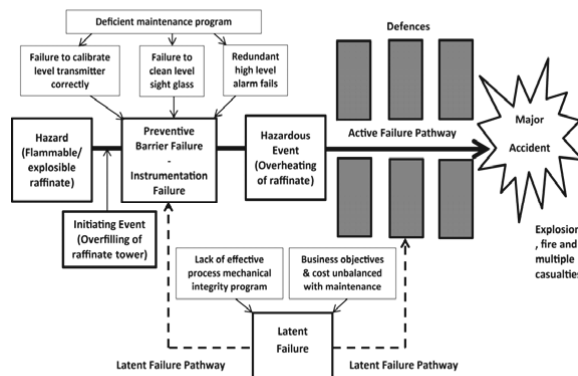 Deficient maintenance program
Failure to calibrate
level transmitter
correctly
Failure to
clean level
sight glass
Redundant
high level
alarm fails
Defences
Hazard
(Flammable/
explosible
raffinate)
Preventive
Barrier Failure
-
Instrumentation
Failure
Hazardous
Event
(Overheating
of raffinate)
Active Failure Pathway
Major
Accident
Initiating Event
(Overfilling of
raffinate tower)
Explosion
, fire and
multiple
casualties
Lack of effective
process mechanical
integrity program
Business objectives
& cost unbalanced
with maintenance
Latent
Failure
Latent Failure Pathway
Latent Failure Pathway